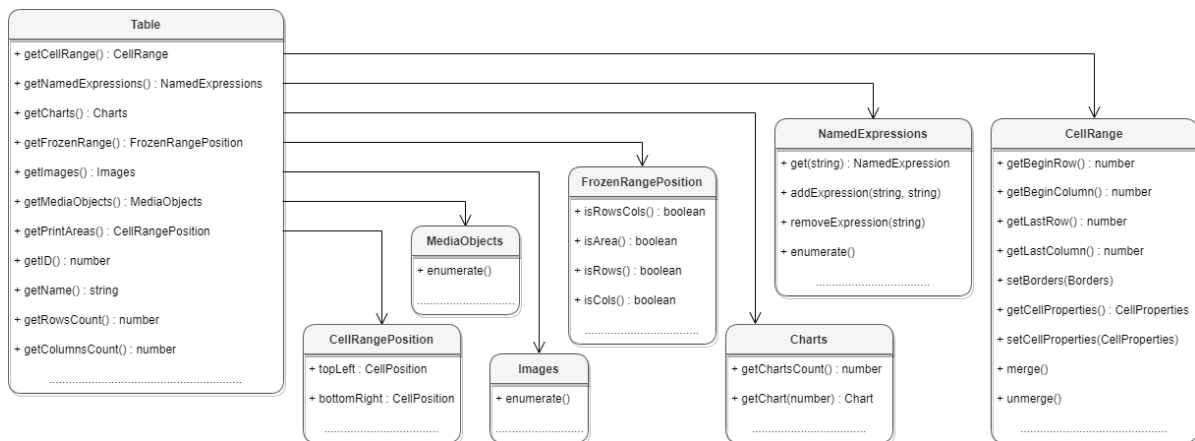 Table
+ getCellRange() : CellRange
+ getNamedExpressions() : NamedExpressions
+ getCharts() : Charts
+ getFrozenRange() : FrozenRangePosition
+ getImages() : Images
+ getMediaObjects() : MediaObjects
+ getPrintAreas() : CellRangePosition
+ getID() : number
+ getName() : string
+ getRowsCount() : number
+ getColumnsCount() : number
CellRangePosition
+ topLeft : CellPosition
+ bottomRight : CellPosition
MediaObjects
+ enumerate()
Images
+ enumerate()
FrozenRangePosition
+ isRowsCols() : boolean
+ isArea() : boolean
+ isRows() : boolean
+ isCols() : boolean
Charts
+ getChartsCount() : number
+ getChart(number) : Chart
NamedExpressions
+ get(string) : NamedExpression
+ addExpression(string, string)
+ removeExpression(string)
+ enumerate()
CellRange
+ getBeginRow() : number
+ getBeginColumn() : number
+ getLastRow() : number
+ getLastColumn() : number
+ setBorders(Borders)
+ getCellProperties() : CellProperties
+ setCellProperties(CellProperties)
+ merge()
+ unmerge()